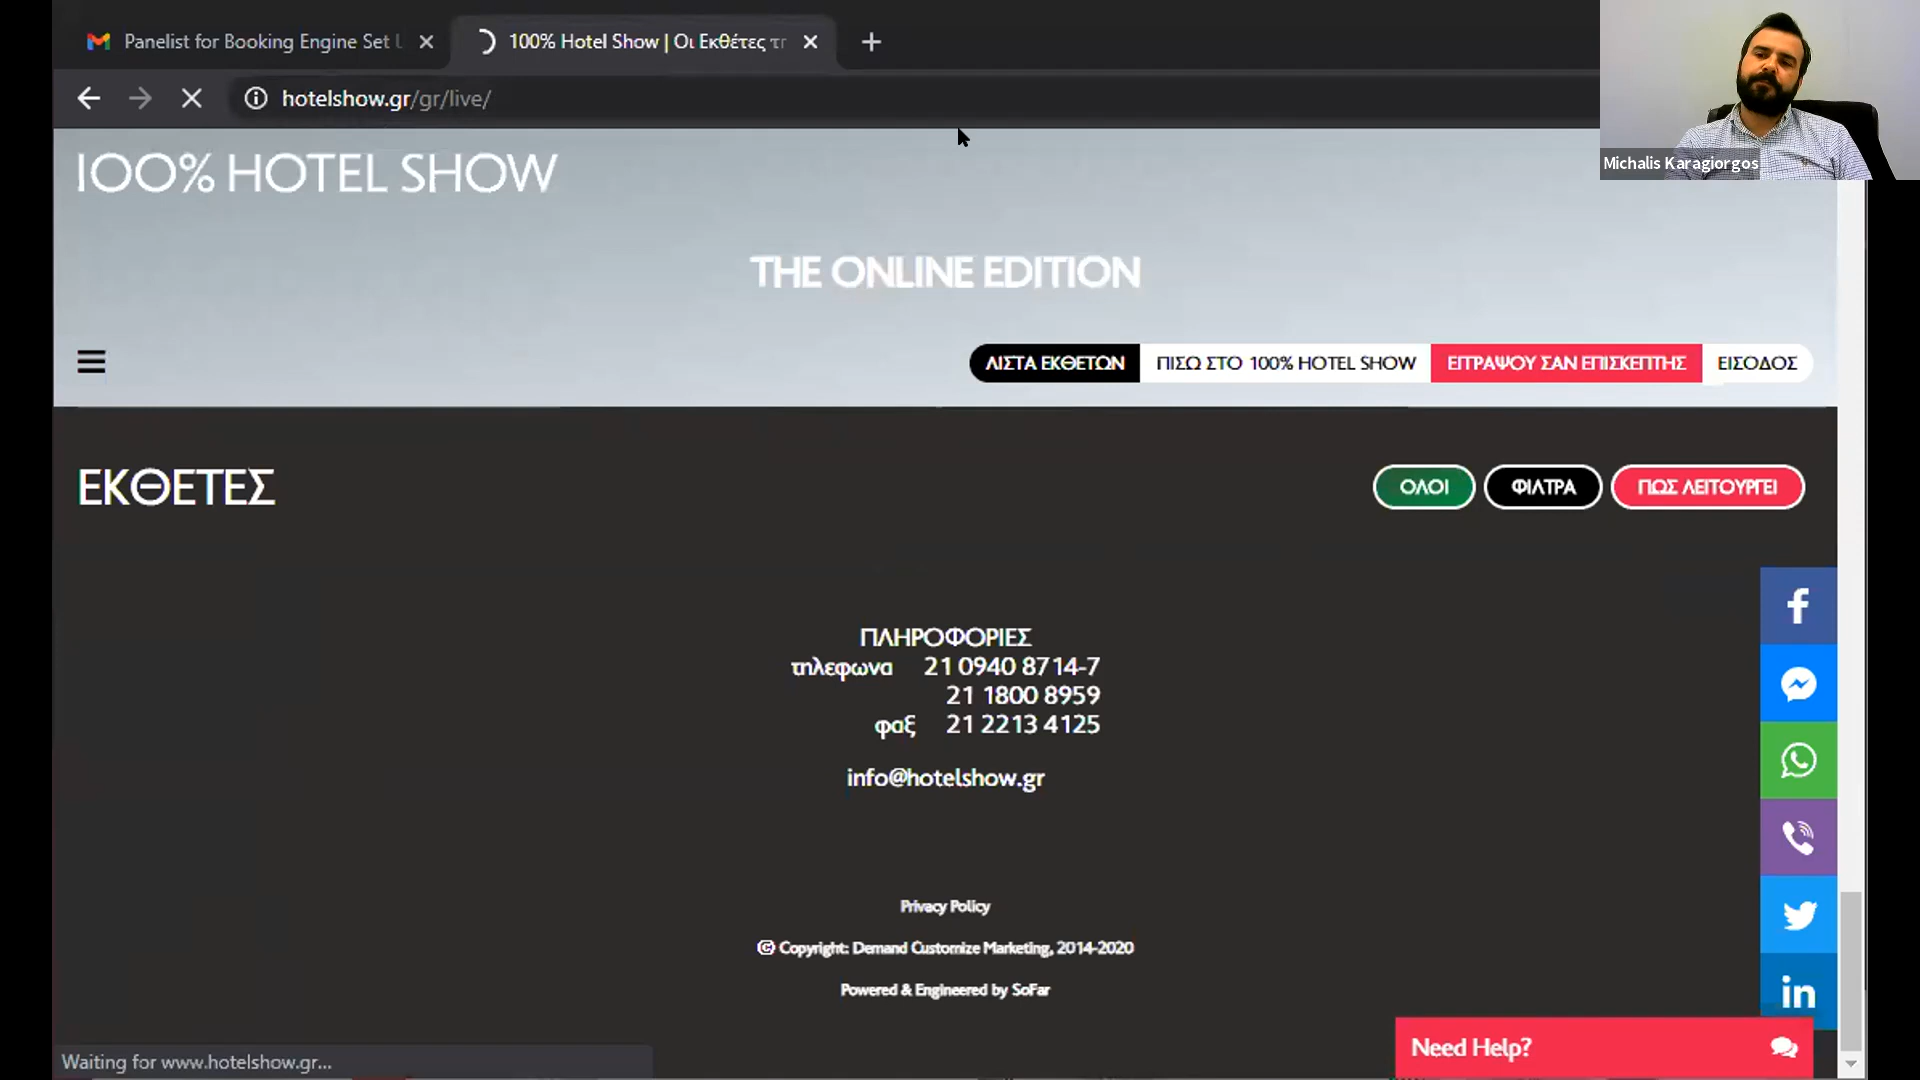 Panelist for Booking Engine Set U
100% Hotel Show | Οι Εκθέτες τη
hotelshow.gr/gr/live/
Michalis Karagiorgos
100% HOTEL SHOW
THE ONLINE EDITION
ΛΙΣΤΑ ΕΚΘΕΤΩΝ
ΠΙΣΩ ΣΤΟ 100% HOTEL SHOW
ΕΓΓΡΑΨΟΥ ΣΑΝ ΕΠΙΣΚΕΠΤΗΣ
ΕΙΣΟΔΟΣ
ΕΚΘΕΤΕΣ
ΟΛΟΙ
ΦΙΛΤΡΑ
ΠΩΣ ΛΕΙΤΟΥΡΓΕΙ
ΠΛΗΡΟΦΟΡΙΕΣ
τηλεφωνα 21 0940 8714-7
21 1800 8959
φαξ 21 2213 4125
info@hotelshow.gr
Privacy Policy
© Copyright: Demand Customize Marketing, 2014-2020
Powered & Engineered by SoFar
Need Help?
Waiting for www.hotelshow.gr...